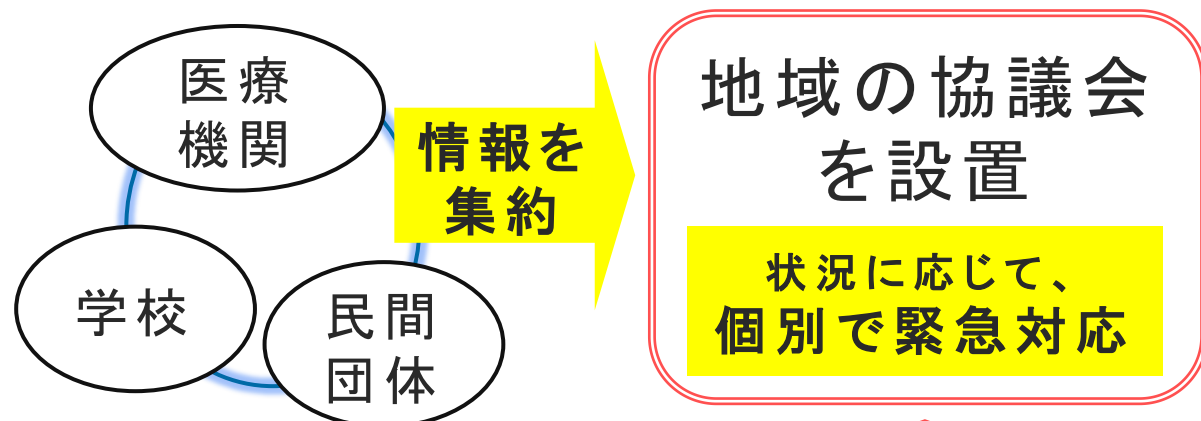 医療
機関
学校
民間
団体
情報を
集約
地域の協議会
を設置
状況に応じて、
個別で緊急対応